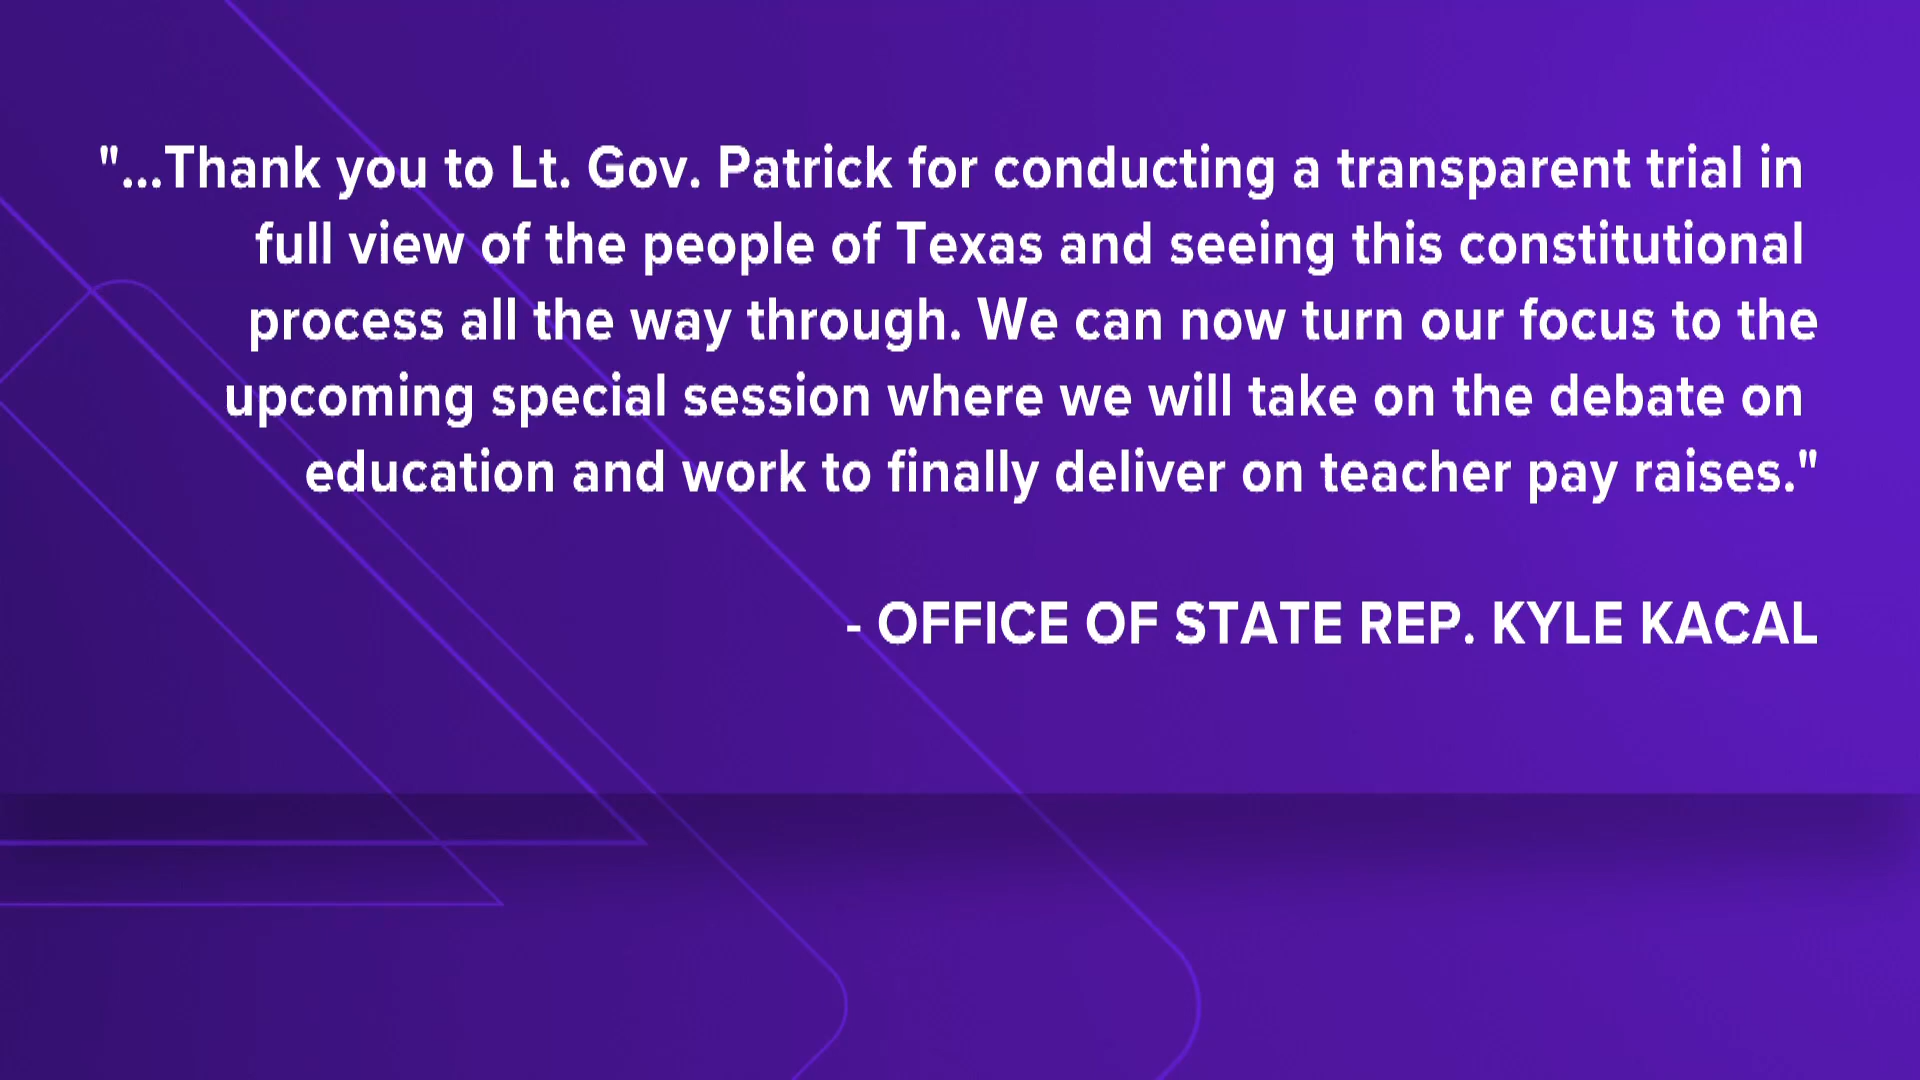 "...Thank you to Lt. Gov. Patrick for conducting a transparent trial in
full view of the people of Texas and seeing this constitutional
process all the way through. We can now turn our focus to the
upcoming special session where we will take on the debate on
education and work to finally deliver on teacher pay raises."
- OFFICE OF STATE REP. KYLE KACAL